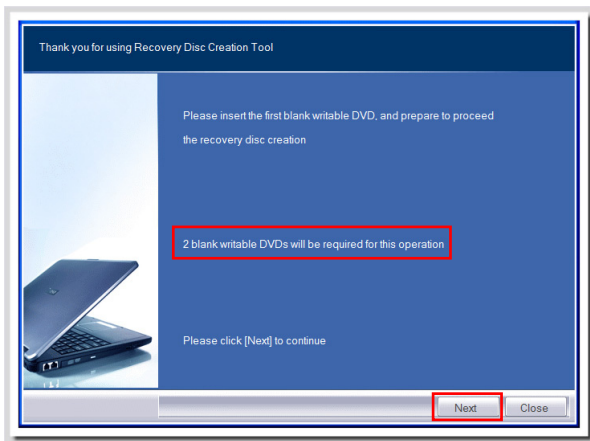 Thank you for using Recovery Disc Creation Tool
Please insert the first blank writable DVD, and prepare to proceed
the recovery disc creation
2 blank writable DVDs will be required for this operation
Please click [Next] to continue
Next
Close